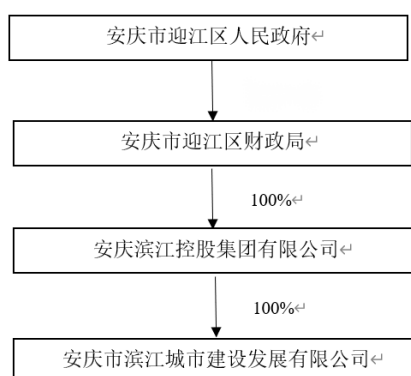 安庆市迎江区人民政府
安庆市迎江区财政局
100%
安庆滨江控股集团有限公司
100%
安庆市滨江城市建设发展有限公司